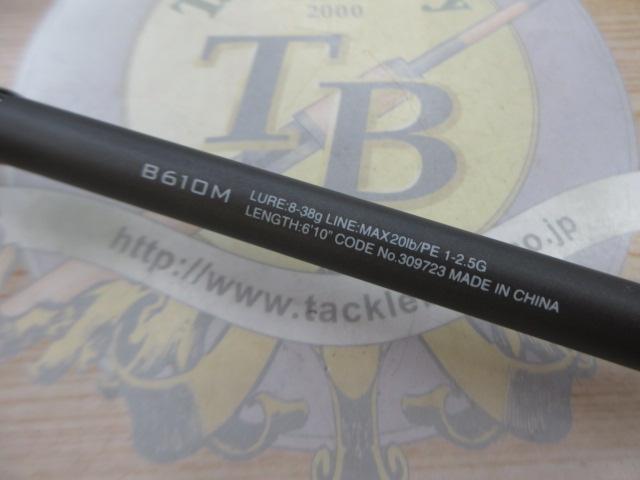 2000
TB
B610M
LURE:8-38g LINE:MAX20lb/PE 1-2.5G
LENGTH:6'10" CODE No.309723 MADE IN CHINA
http://www.tackle
o.jp